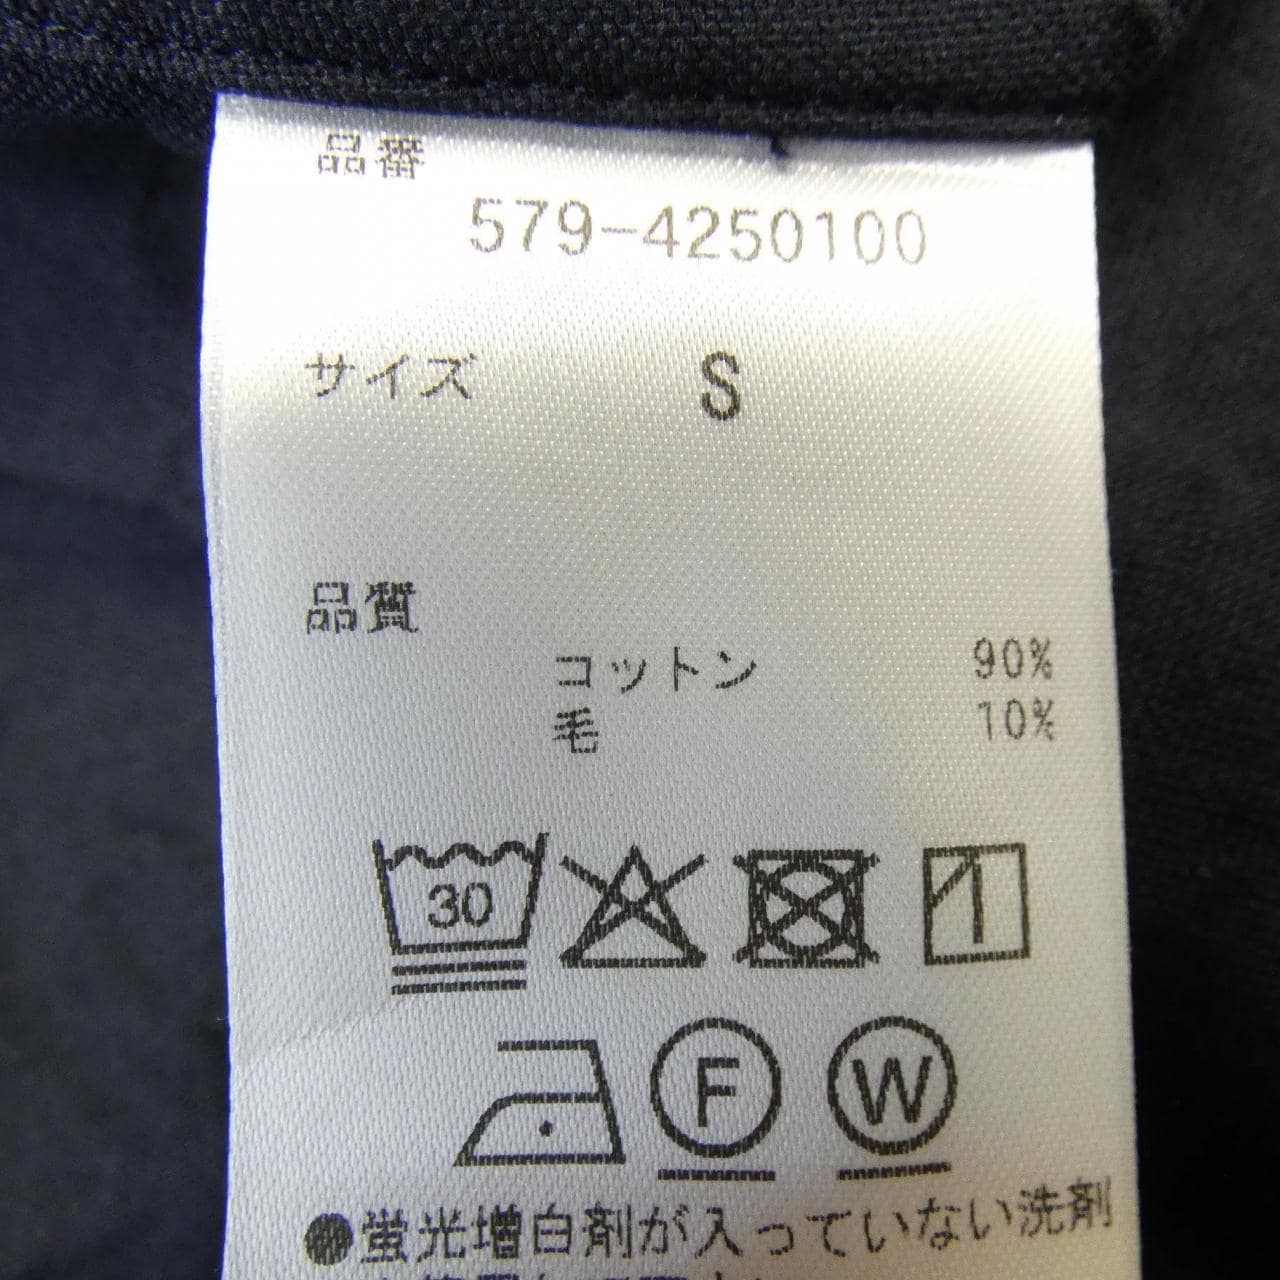 品番
579-4250100
サイズ S
品質
コットン 90%
毛 10%
30
F W
●蛍光増白剤が入っていない洗剤